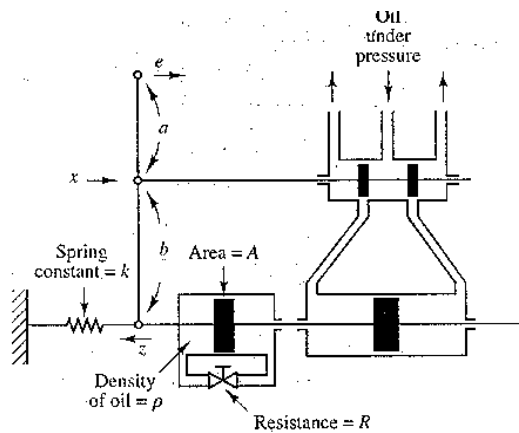 Oil
under
pressure
e
a
x
b
Spring
constant = k
Area = A
z
Density
of oil = ρ
Resistance = R